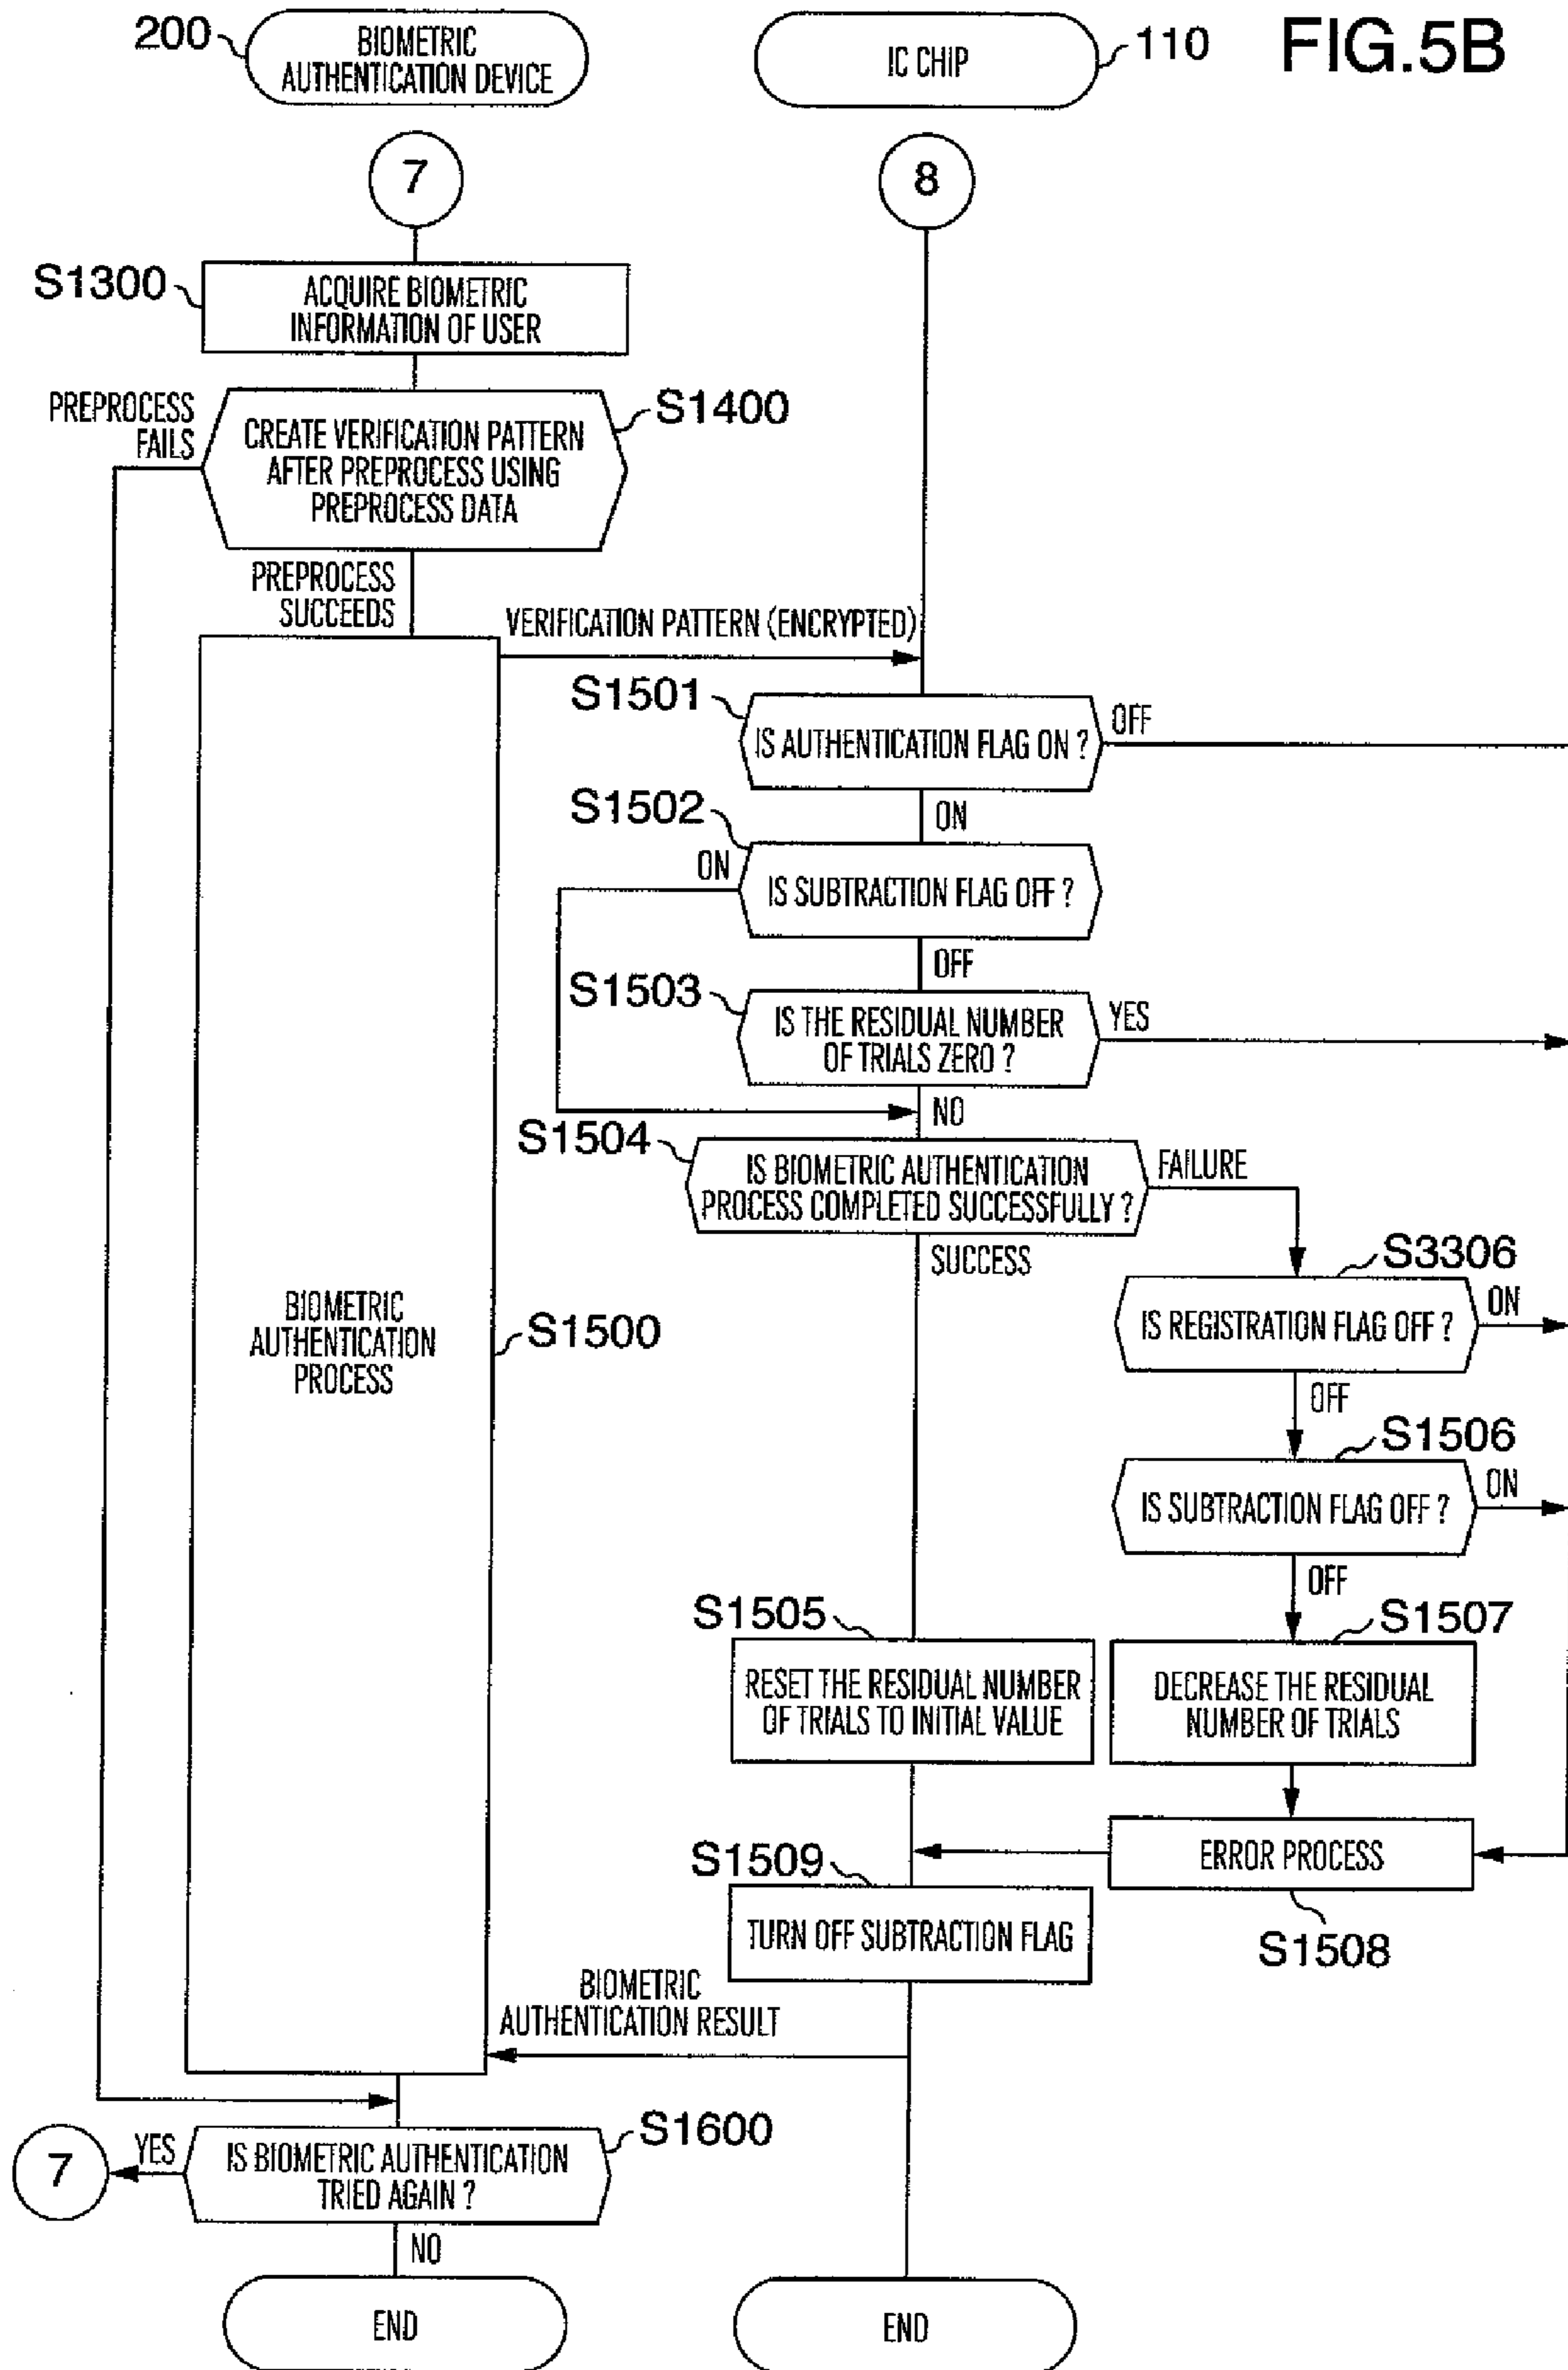 FIG.5B
200
BIOMETRIC
AUTHENTICATION DEVICE
IC CHIP
110
7
8
S1300
ACQUIRE BIOMETRIC
INFORMATION OF USER
PREPROCESS
FAILS
S1400
CREATE VERIFICATION PATTERN
AFTER PREPROCESS USING
PREPROCESS DATA
PREPROCESS
SUCCEEDS
VERIFICATION PATTERN (ENCRYPTED)
S1501
IS AUTHENTICATION FLAG ON ?
OFF
ON
S1502
ON
IS SUBTRACTION FLAG OFF ?
OFF
S1503
IS THE RESIDUAL NUMBER
OF TRIALS ZERO ?
YES
NO
S1504
IS BIOMETRIC AUTHENTICATION
PROCESS COMPLETED SUCCESSFULLY ?
FAILURE
SUCCESS
S3306
IS REGISTRATION FLAG OFF ?
ON
OFF
BIOMETRIC
AUTHENTICATION
PROCESS
S1500
S1506
IS SUBTRACTION FLAG OFF ?
ON
OFF
S1505
RESET THE RESIDUAL NUMBER
OF TRIALS TO INITIAL VALUE
S1507
DECREASE THE RESIDUAL
NUMBER OF TRIALS
ERROR PROCESS
S1508
S1509
TURN OFF SUBTRACTION FLAG
BIOMETRIC
AUTHENTICATION RESULT
7
YES
IS BIOMETRIC AUTHENTICATION
TRIED AGAIN ?
S1600
NO
END
END